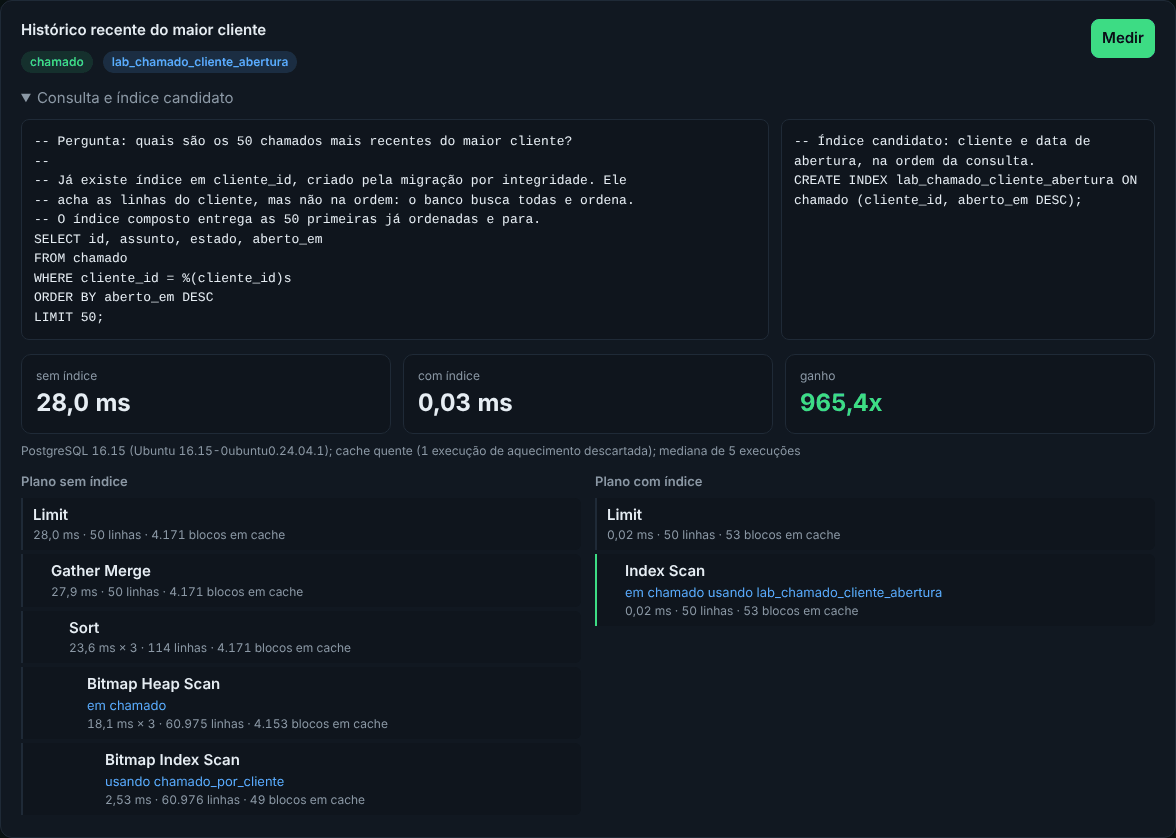 Histórico recente do maior cliente
Medir
chamado
lab_chamado_cliente_abertura
▼ Consulta e índice candidato
-- Pergunta: quais são os 50 chamados mais recentes do maior cliente?
--
-- Já existe índice em cliente_id, criado pela migração por integridade. Ele
-- acha as linhas do cliente, mas não na ordem: o banco busca todas e ordena.
-- O índice composto entrega as 50 primeiras já ordenadas e para.
SELECT id, assunto, estado, aberto_em
FROM chamado
WHERE cliente_id = %(cliente_id)s
ORDER BY aberto_em DESC
LIMIT 50;
-- Índice candidato: cliente e data de
abertura, na ordem da consulta.
CREATE INDEX lab_chamado_cliente_abertura ON
chamado (cliente_id, aberto_em DESC);
sem índice
28,0 ms
com índice
0,03 ms
ganho
965,4x
PostgreSQL 16.15 (Ubuntu 16.15-0ubuntu0.24.04.1); cache quente (1 execução de aquecimento descartada); mediana de 5 execuções
Plano sem índice
Limit
28,0 ms · 50 linhas · 4.171 blocos em cache
Gather Merge
27,9 ms · 50 linhas · 4.171 blocos em cache
Sort
23,6 ms × 3 · 114 linhas · 4.171 blocos em cache
Bitmap Heap Scan
em chamado
18,1 ms × 3 · 60.975 linhas · 4.153 blocos em cache
Bitmap Index Scan
usando chamado_por_cliente
2,53 ms · 60.976 linhas · 49 blocos em cache
Plano com índice
Limit
0,02 ms · 50 linhas · 53 blocos em cache
Index Scan
em chamado usando lab_chamado_cliente_abertura
0,02 ms · 50 linhas · 53 blocos em cache